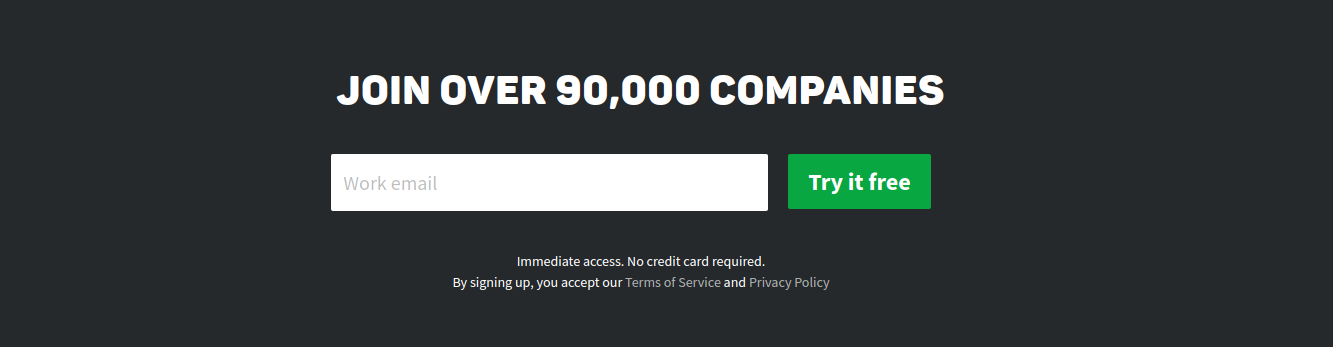 JOIN OVER 90,000 COMPANIES
Work email
Try it free
Immediate access. No credit card required.
By signing up, you accept our Terms of Service and Privacy Policy